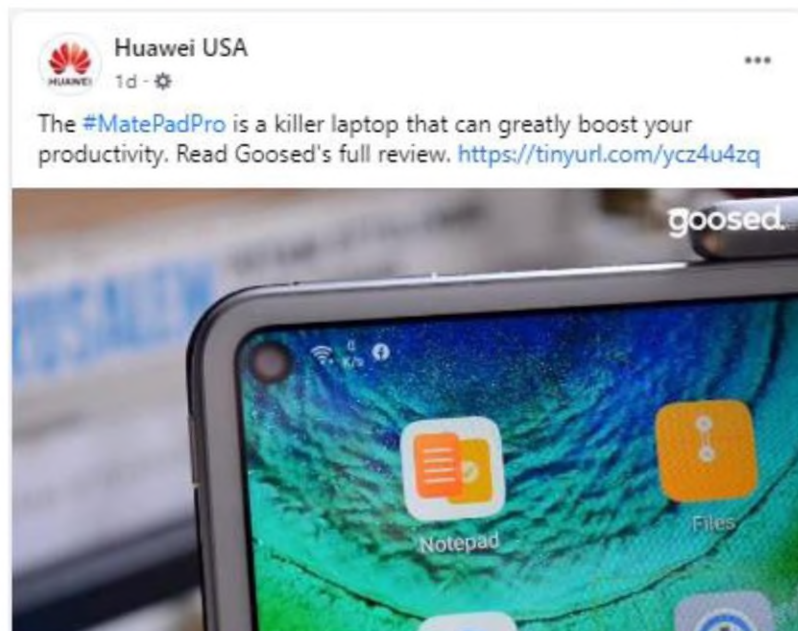 Huawei USA
HUAWEI
1d
The #MatePadPro is a killer laptop that can greatly boost your
productivity. Read Goosed's full review. https://tinyurl.com/ycz4u4zq
goosed.
0
K/s
Notepad
Files